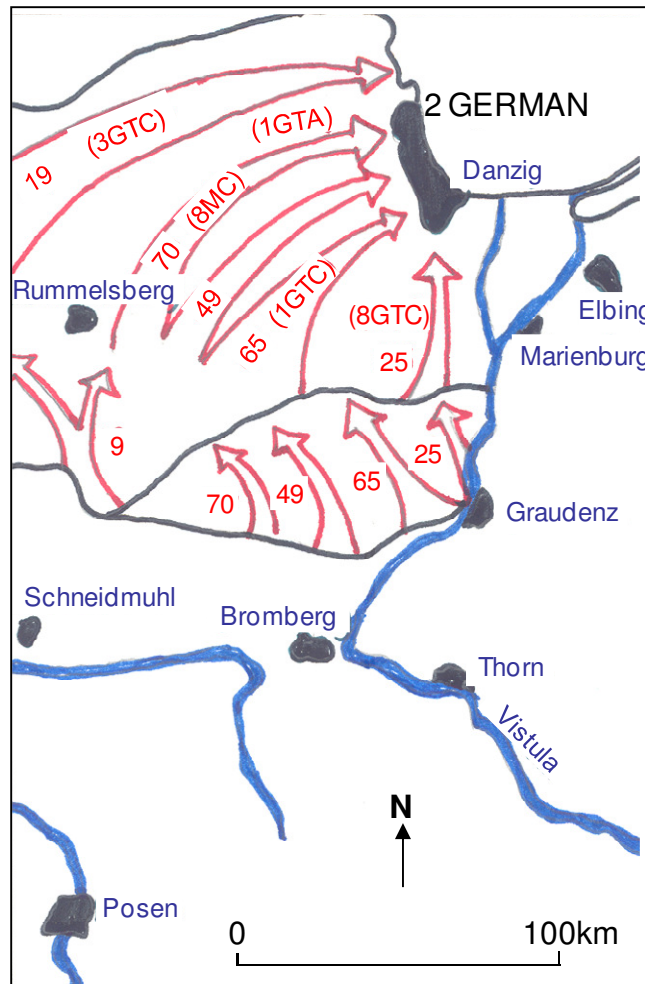 2 GERMAN
(1GTA)
(3GTC)
19
Danzig
(8MC)
70
49
(1GTC)
65
Rummelsberg
(8GTC)
25
Elbing
Marienburg
9
70
49
65
25
Graudenz
Schneidmuhl
Bromberg
Thorn
Vistula
N
Posen
0
100km